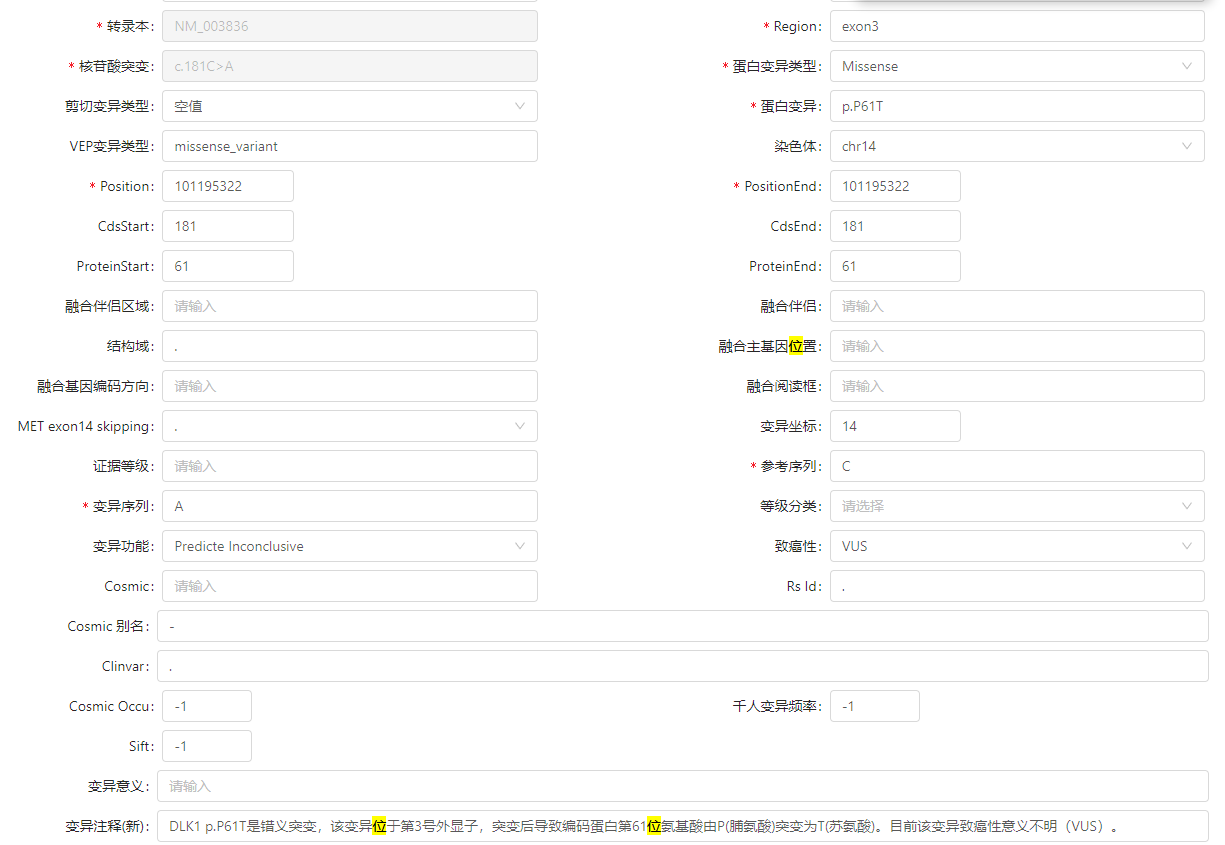 * 转录本: NM_003836 * Region: exon3
* 核苷酸突变: c.181C>A * 蛋白变异类型: Missense
剪切变异类型: 空值 * 蛋白变异: p.P61T
VEP变异类型: missense_variant 染色体: chr14
* Position: 101195322 * PositionEnd: 101195322
CdsStart: 181 CdsEnd: 181
ProteinStart: 61 ProteinEnd: 61
融合伴侣区域: 请输入 融合伴侣: 请输入
结构域: . 融合主基因位置: 请输入
融合基因编码方向: 请输入 融合阅读框: 请输入
MET exon14 skipping: . 变异坐标: 14
证据等级: 请输入 * 参考序列: C
* 变异序列: A 等级分类: 请选择
变异功能: Predicte Inconclusive 致癌性: VUS
Cosmic: 请输入 Rs Id: .
Cosmic 别名: -
Clinvar: .
Cosmic Occu: -1 千人变异频率: -1
Sift: -1
变异意义: 请输入
变异注释(新): DLK1 p.P61T是错义突变，该变异位于第3号外显子，突变后导致编码蛋白第61位氨基酸由P(脯氨酸)突变为T(苏氨酸)。目前该变异致癌性意义不明（VUS）。